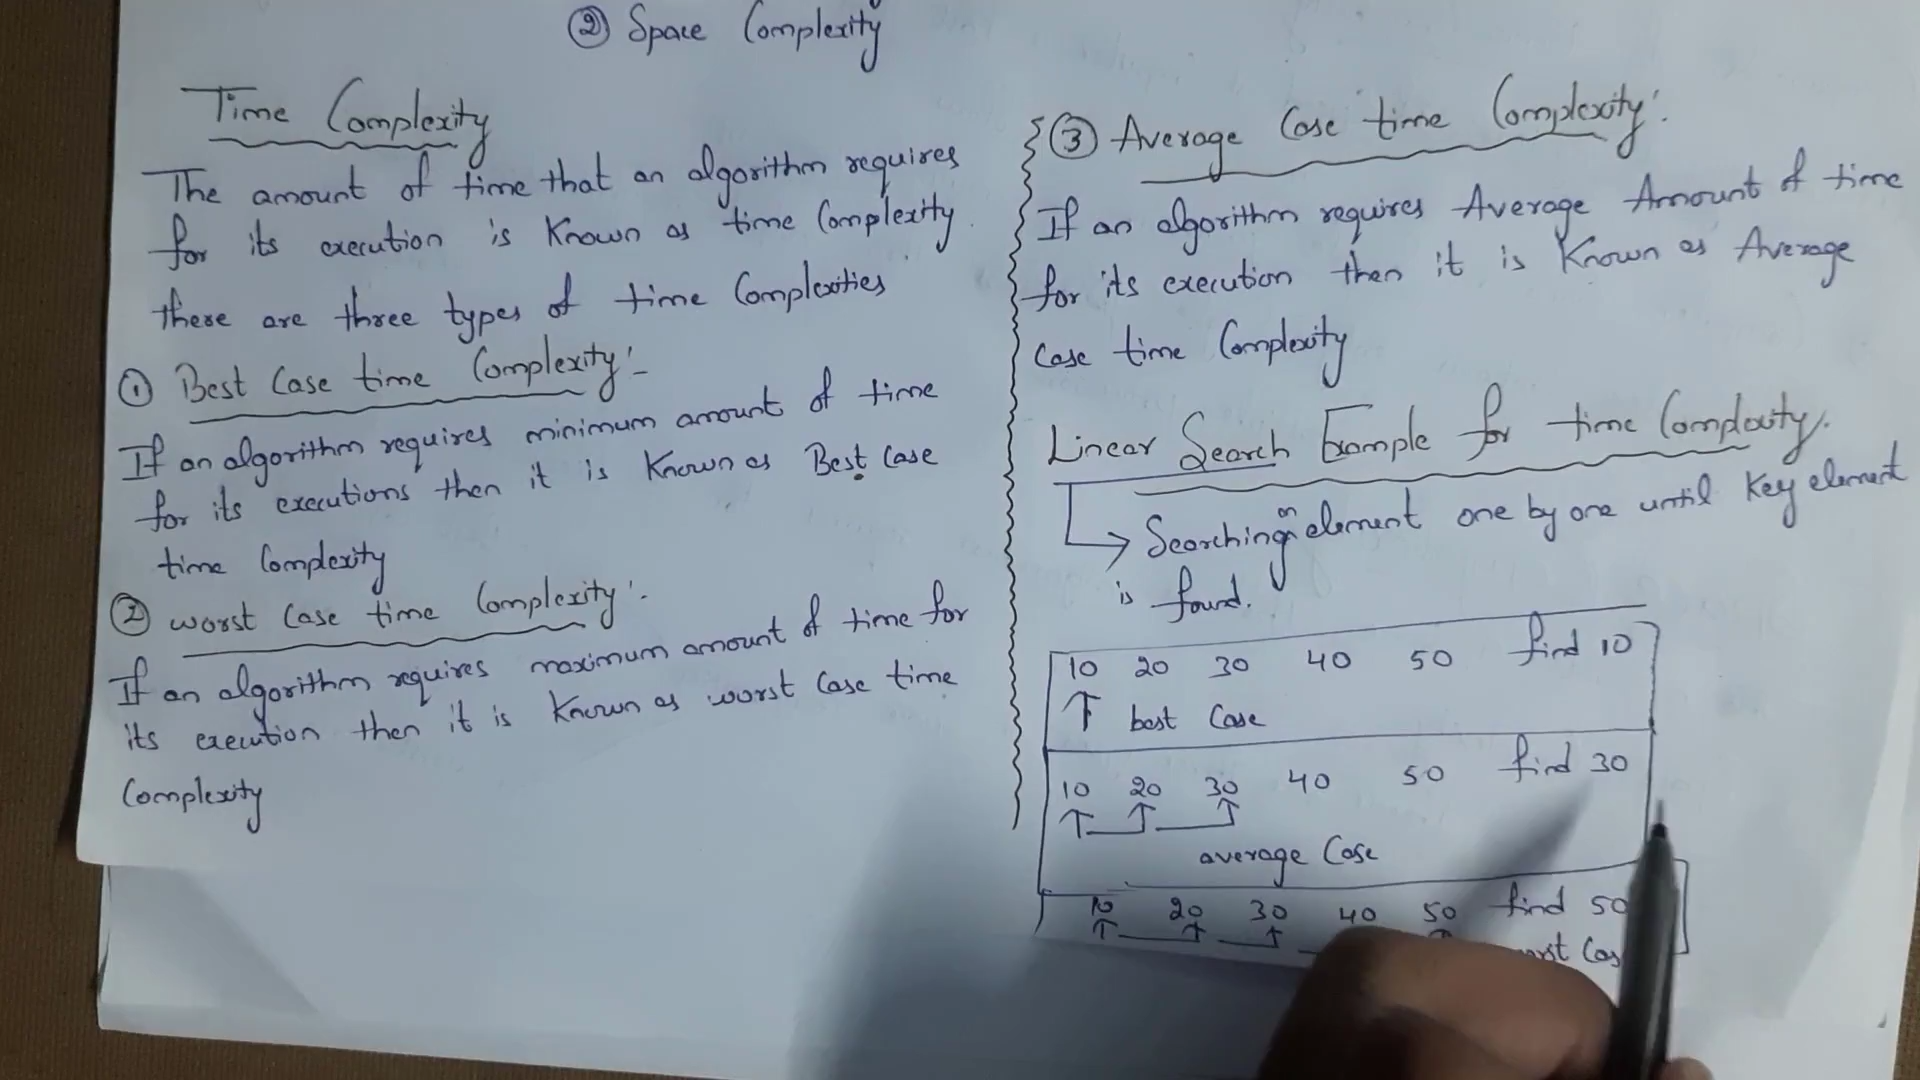 ② Space Complexity
Time Complexity
The amount of time that an algorithm requires
for its execution is known as time Complexity.
there are three types of time Complexities.
① Best Case time Complexity:-
If an algorithm requires minimum amount of time
for its executions then it is known as Best Case
time Complexity
② worst Case time Complexity:-
If an algorithm requires maximum amount of time for
its execution then it is known as worst Case time
Complexity
③ Average Case time Complexity:
If an algorithm requires Average Amount of time
for its execution then it is known as Average
Case time Complexity
Linear Search Example for time Complexity.
→ Searching an element one by one until key element
is found.
10 20 30 40 50 find 10
↑ best Case
10 20 30 40 50 find 30
average Case
10 20 30 40 50 find 50